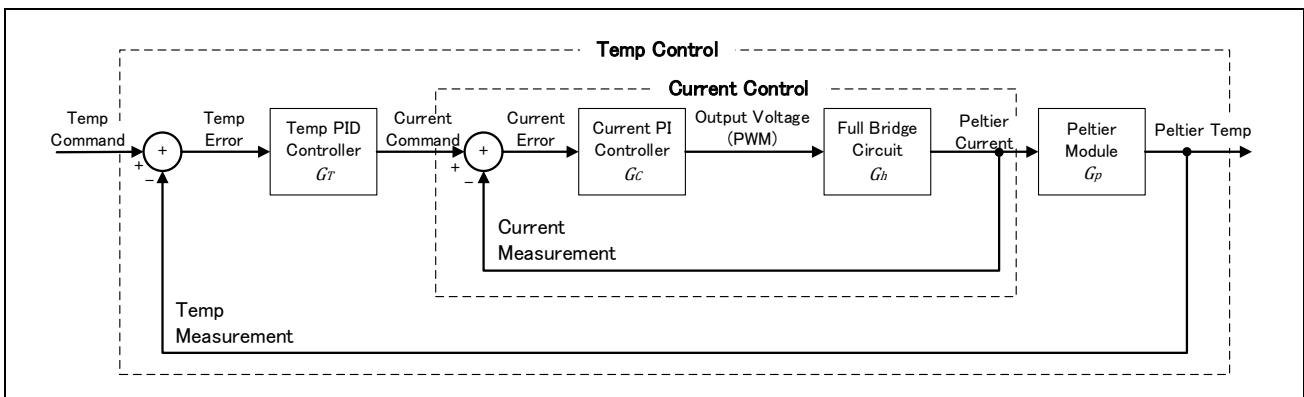 Temp Control
Current Control
Temp
Command
+
+
−
Temp
Error
Temp PID
Controller
GT
Current
Command
+
+
−
Current
Error
Current PI
Controller
GC
Output Voltage
(PWM)
Full Bridge
Circuit
Gh
Peltier
Current
Peltier
Module
Gp
Peltier Temp
Current
Measurement
Temp
Measurement